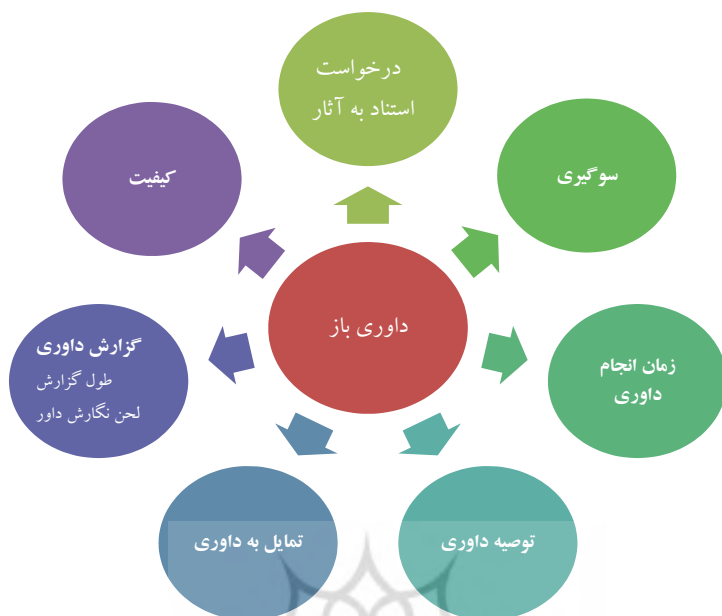 درخواست
استناد به آثار
سوگیری
زمان انجام
داوری
توصیه داوری
تمایل به داوری
گزارش داوری
طول گزارش
لحن نگارش داور
کیفیت
داوری باز